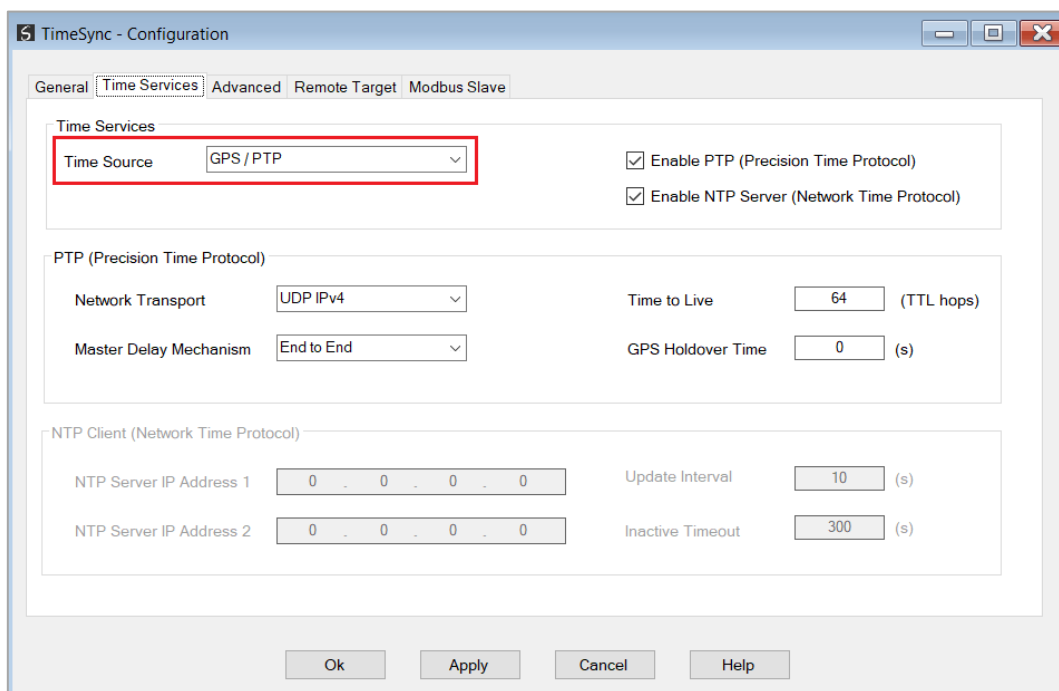 TimeSync - Configuration
General Time Services Advanced Remote Target Modbus Slave
Time Services
Time Source GPS / PTP Enable PTP (Precision Time Protocol)
Enable NTP Server (Network Time Protocol)
PTP (Precision Time Protocol)
Network Transport UDP IPv4 Time to Live 64 (TTL hops)
Master Delay Mechanism End to End GPS Holdover Time 0 (s)
NTP Client (Network Time Protocol)
NTP Server IP Address 1 0 . 0 . 0 . 0 Update Interval 10 (s)
NTP Server IP Address 2 0 . 0 . 0 . 0 Inactive Timeout 300 (s)
Ok Apply Cancel Help